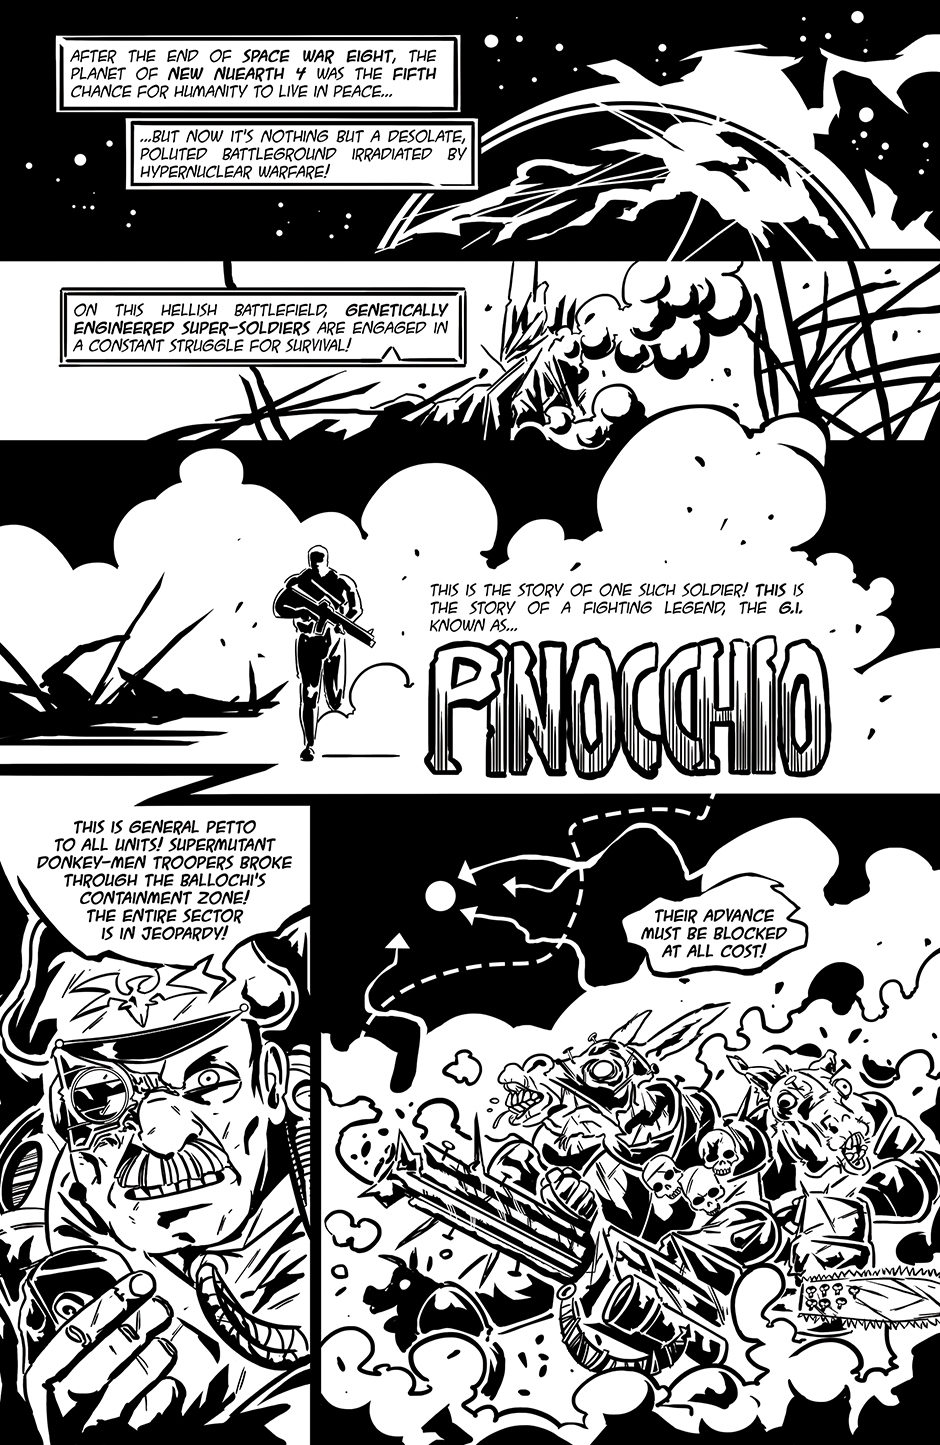 AFTER THE END OF SPACE WAR EIGHT, THE
PLANET OF NEW NUEARTH 4 WAS THE FIFTH
CHANCE FOR HUMANITY TO LIVE IN PEACE...
...BUT NOW IT'S NOTHING BUT A DESOLATE,
POLUTED BATTLEGROUND IRRADIATED BY
HYPERNUCLEAR WARFARE!
ON THIS HELLISH BATTLEFIELD, GENETICALLY
ENGINEERED SUPER-SOLDIERS ARE ENGAGED IN
A CONSTANT STRUGGLE FOR SURVIVAL!
THIS IS THE STORY OF ONE SUCH SOLDIER! THIS IS
THE STORY OF A FIGHTING LEGEND, THE G.I.
KNOWN AS...
P'NOCCH'O
THIS IS GENERAL PETTO
TO ALL UNITS! SUPERMUTANT
DONKEY-MEN TROOPERS BROKE
THROUGH THE BALLOCHI'S
CONTAINMENT ZONE!
THE ENTIRE SECTOR
IS IN JEOPARDY!
THEIR ADVANCE
MUST BE BLOCKED
AT ALL COST!